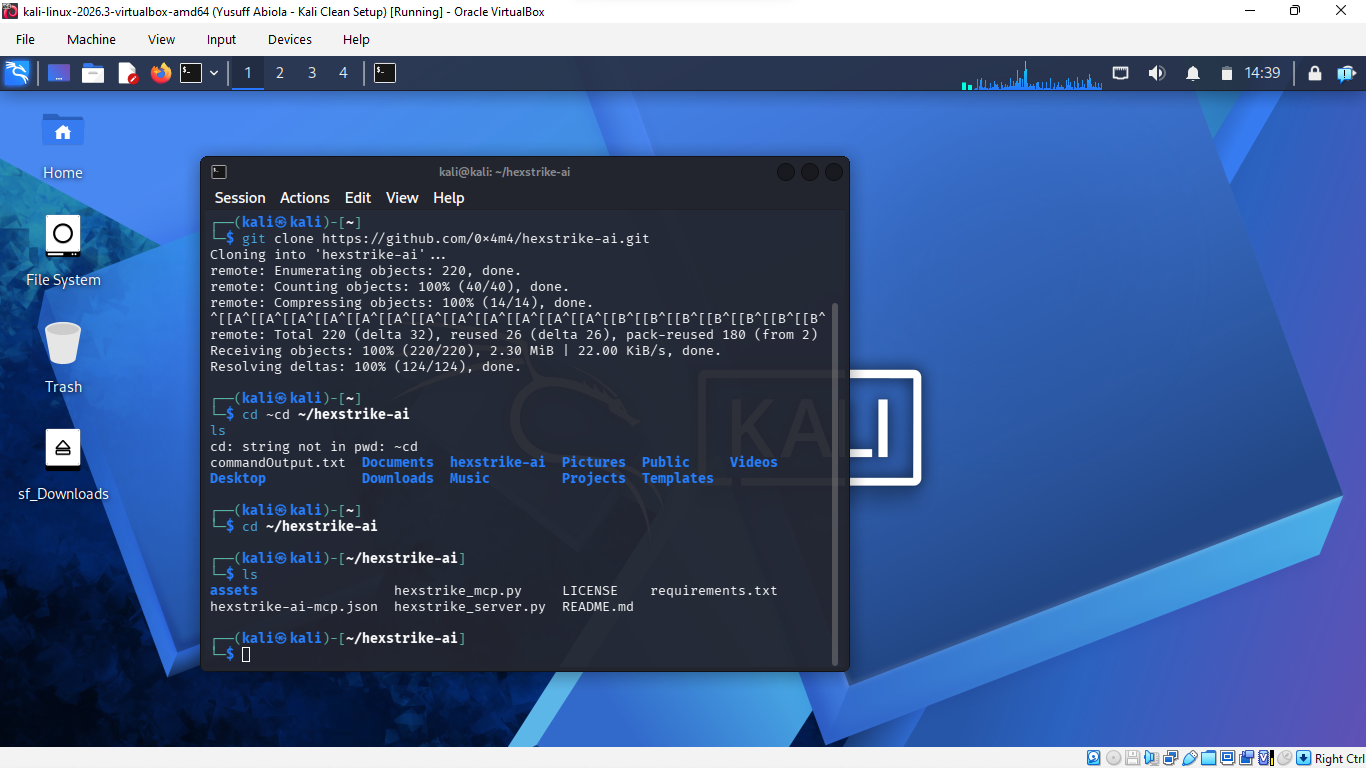 kali-linux-2026.3-virtualbox-amd64 (Yusuff Abiola - Kali Clean Setup) [Running] - Oracle VirtualBox
File Machine View Input Devices Help
1 2 3 4 14:39
Home
File System
Trash
sf_Downloads
kali@kali: ~/hexstrike-ai
Session Actions Edit View Help
┌──(kali㉿kali)-[~]
└─$ git clone https://github.com/0×4m4/hexstrike-ai.git
Cloning into 'hexstrike-ai'...
remote: Enumerating objects: 220, done.
remote: Counting objects: 100% (40/40), done.
remote: Compressing objects: 100% (14/14), done.
^[[A^[[A^[[A^[[A^[[A^[[A^[[A^[[A^[[A^[[A^[[A^[[A^[[A^[[B^[[B^[[B^[[B^[[B^[[B^[[B^
remote: Total 220 (delta 32), reused 26 (delta 26), pack-reused 180 (from 2)
Receiving objects: 100% (220/220), 2.30 MiB | 22.00 KiB/s, done.
Resolving deltas: 100% (124/124), done.
┌──(kali㉿kali)-[~]
└─$ cd ~cd ~/hexstrike-ai
ls
cd: string not in pwd: ~cd
commandOutput.txt Documents hexstrike-ai Pictures Public Videos
Desktop Downloads Music Projects Templates
┌──(kali㉿kali)-[~]
└─$ cd ~/hexstrike-ai
┌──(kali㉿kali)-[~/hexstrike-ai]
└─$ ls
assets hexstrike_mcp.py LICENSE requirements.txt
hexstrike-ai-mcp.json hexstrike_server.py README.md
┌──(kali㉿kali)-[~/hexstrike-ai]
└─$
KALI
Right Ctrl